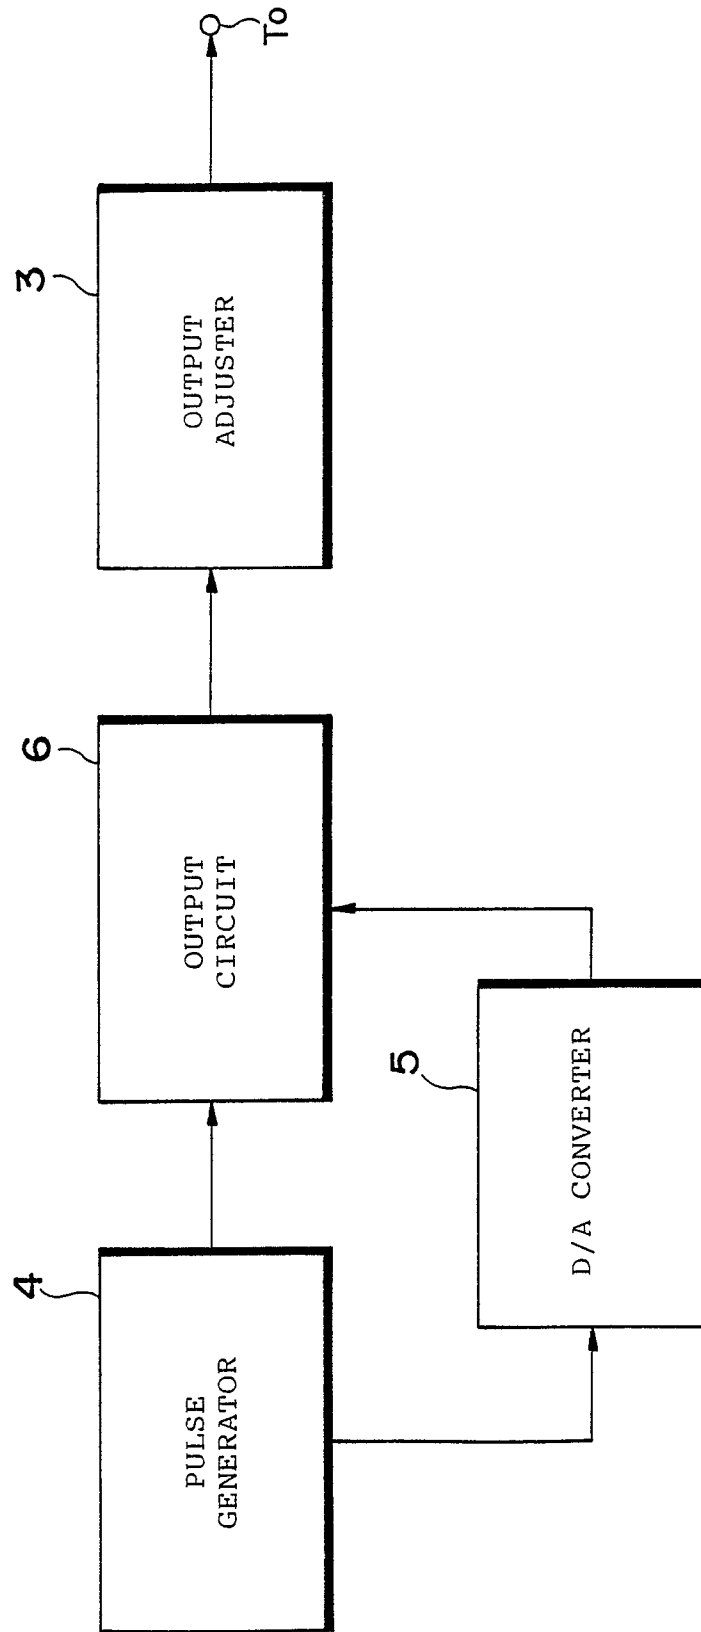 4
PULSE
GENERATOR
6
OUTPUT
CIRCUIT
3
OUTPUT
ADJUSTER
To
5
D/A CONVERTER